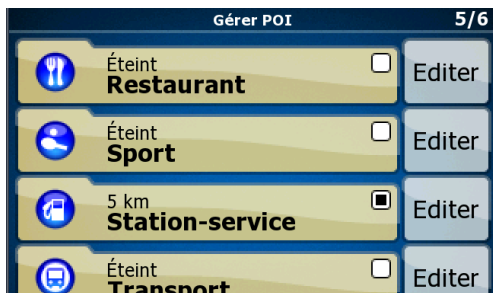 Gérer POI 5/6
Éteint
Restaurant
Editer
Éteint
Sport
Editer
5 km
Station-service
Editer
Éteint
Transport
Editer